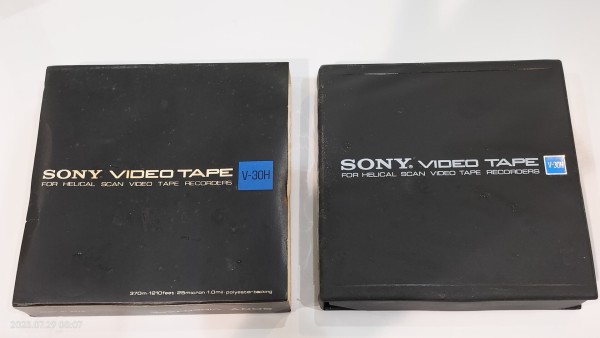 SONY VIDEO TAPE
FOR HELICAL SCAN VIDEO TAPE RECORDERS
V-30H
370m·1210feet·25micron·1.0mil·polyester-backing
SONY® VIDEO TAPE
FOR HELICAL SCAN VIDEO TAPE RECORDERS
V-30H